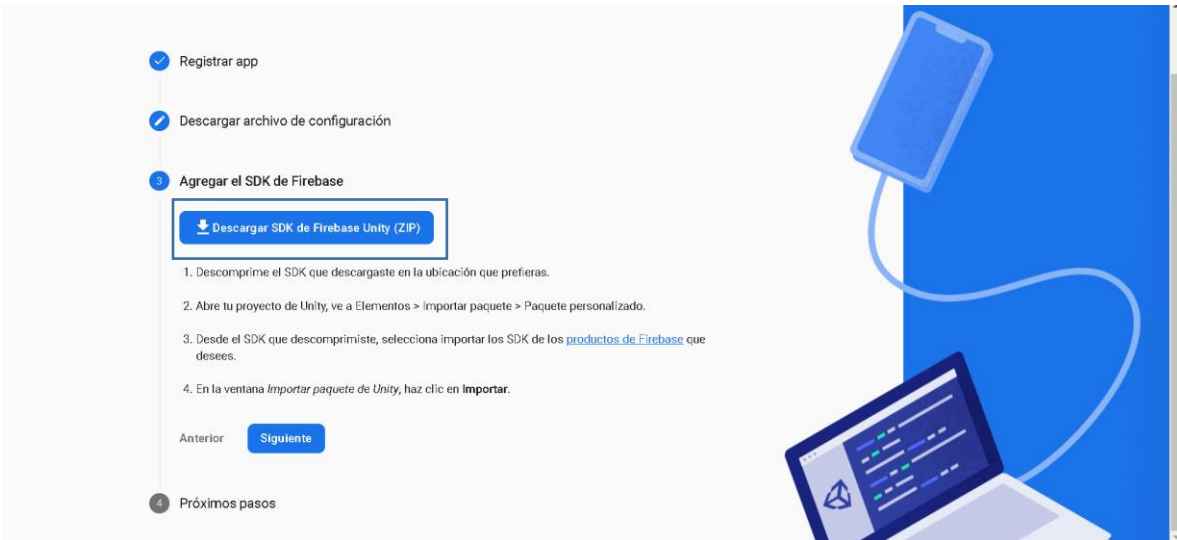 Registrar app
Descargar archivo de configuración
3 Agregar el SDK de Firebase
Descargar SDK de Firebase Unity (ZIP)
1. Descomprime el SDK que descargaste en la ubicación que prefieras.
2. Abre tu proyecto de Unity, ve a Elementos > Importar paquete > Paquete personalizado.
3. Desde el SDK que descomprimiste, selecciona importar los SDK de los productos de Firebase que
desees.
4. En la ventana Importar paquete de Unity, haz clic en Importar.
Anterior Siguiente
4 Próximos pasos